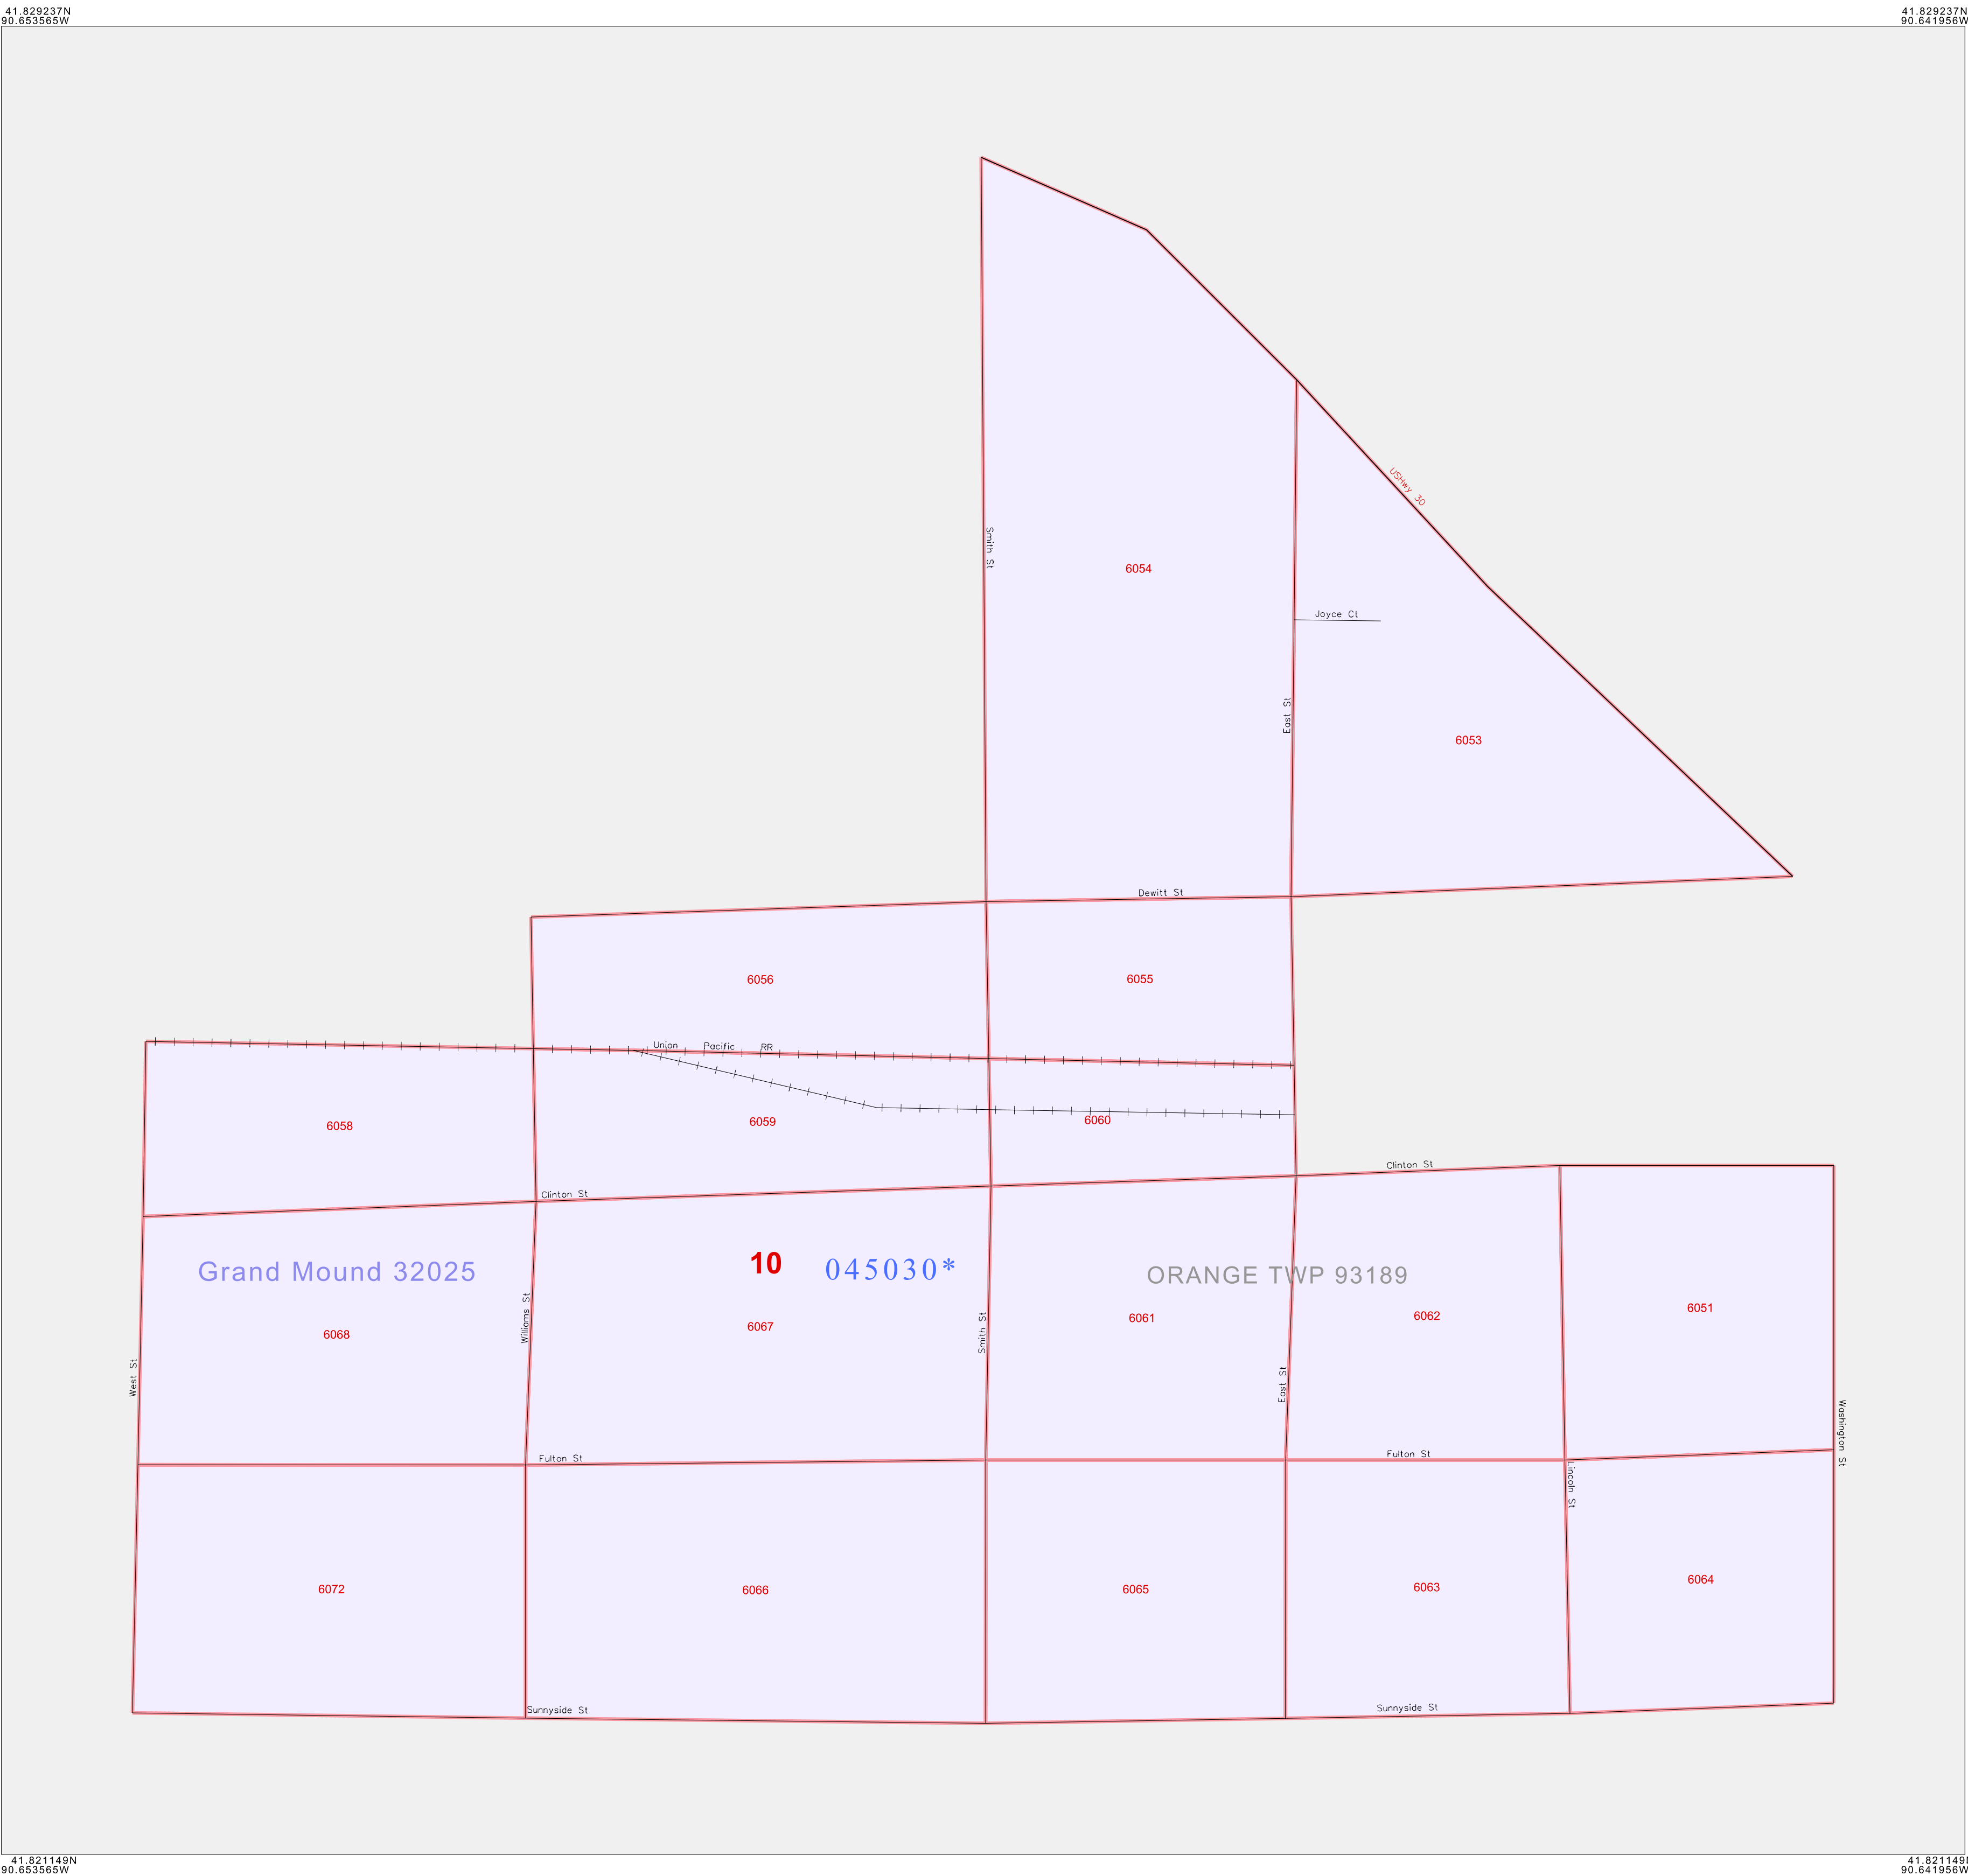 41.829237N
90.653565W
41.829237N
90.641956W
USHwy 30
Smith St
6054
Joyce Ct
East St
6053
Dewitt St
6056
6055
Union Pacific RR
6058
6059
6060
Clinton St
Clinton St
Grand Mound 32025
10
045030*
ORANGE TWP 93189
6068
Williams St
6067
Smith St
6061
6062
6051
West St
East St
Washington St
Fulton St
Fulton St
Lincoln St
6072
6066
6065
6063
6064
Sunnyside St
Sunnyside St
41.821149N
90.653565W
41.821149N
90.641956W